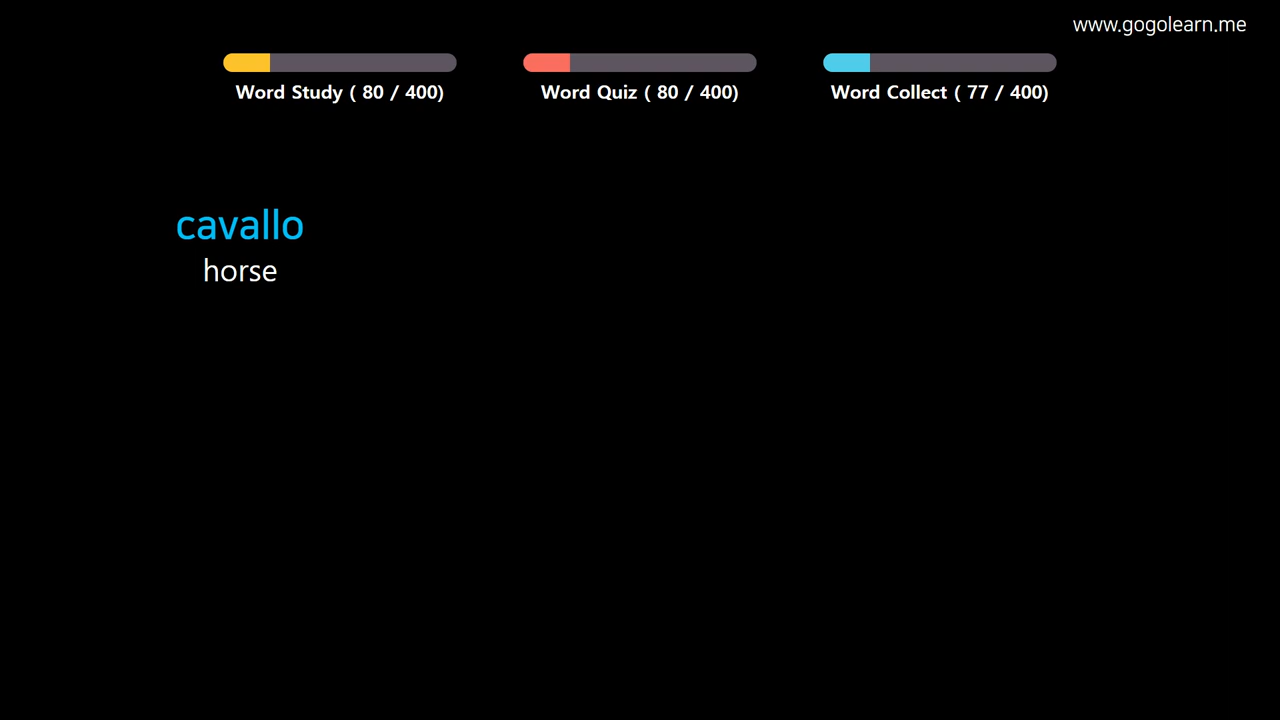 www.gogolearn.me
Word Study ( 80 / 400)
Word Quiz ( 80 / 400)
Word Collect ( 77 / 400)
cavallo
horse